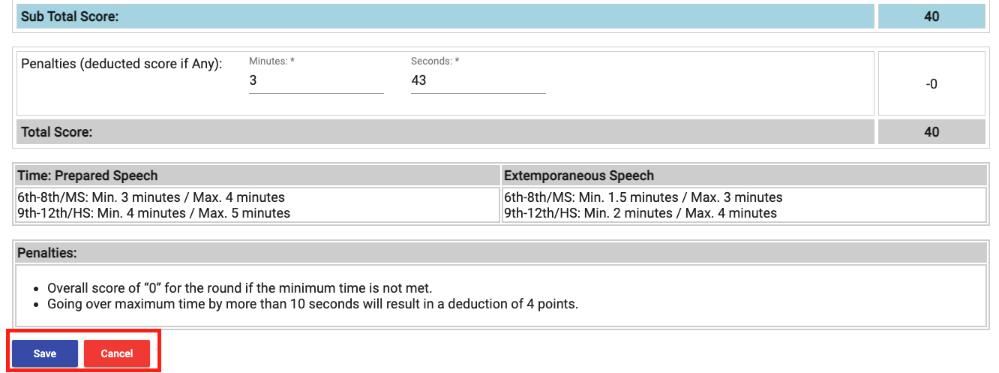 Sub Total Score: 40
Penalties (deducted score if Any): Minutes: * Seconds: *
3 43
-0
Total Score: 40
Time: Prepared Speech Extemporaneous Speech
6th-8th/MS: Min. 3 minutes / Max. 4 minutes 6th-8th/MS: Min. 1.5 minutes / Max. 3 minutes
9th-12th/HS: Min. 4 minutes / Max. 5 minutes 9th-12th/HS: Min. 2 minutes / Max. 4 minutes
Penalties:
• Overall score of “0” for the round if the minimum time is not met.
• Going over maximum time by more than 10 seconds will result in a deduction of 4 points.
Save Cancel